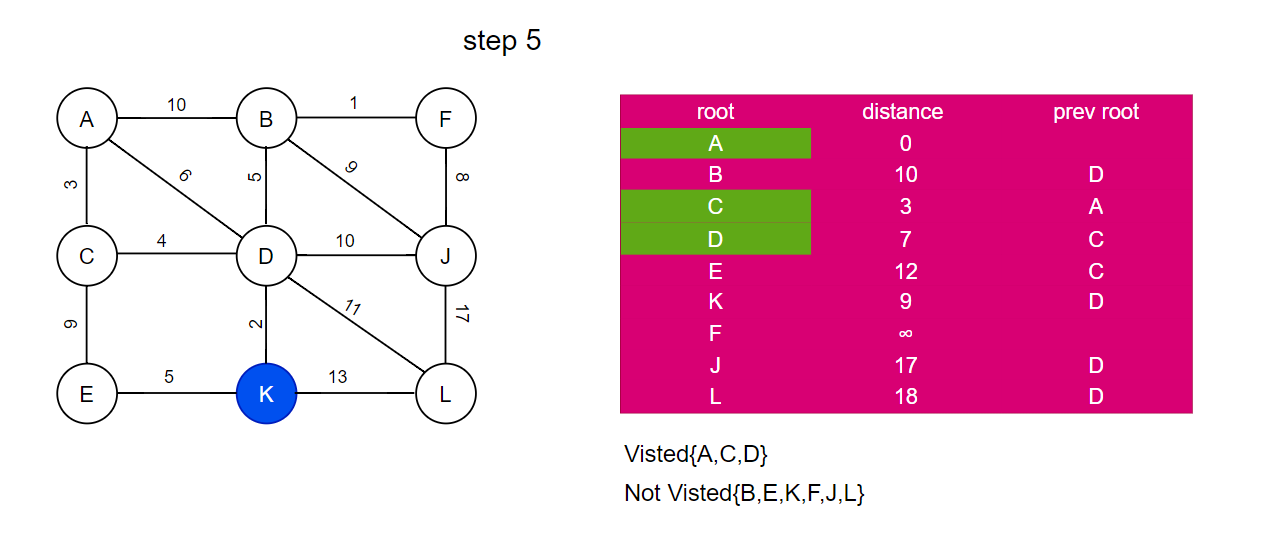 step 5
A 10 B 1 F
3 6 5 9 8
C 4 D 10 J
9 2 11 17
E 5 K 13 L
root distance prev root
A 0
B 10 D
C 3 A
D 7 C
E 12 C
K 9 D
F ∞
J 17 D
L 18 D
Visted{A,C,D}
Not Visted{B,E,K,F,J,L}